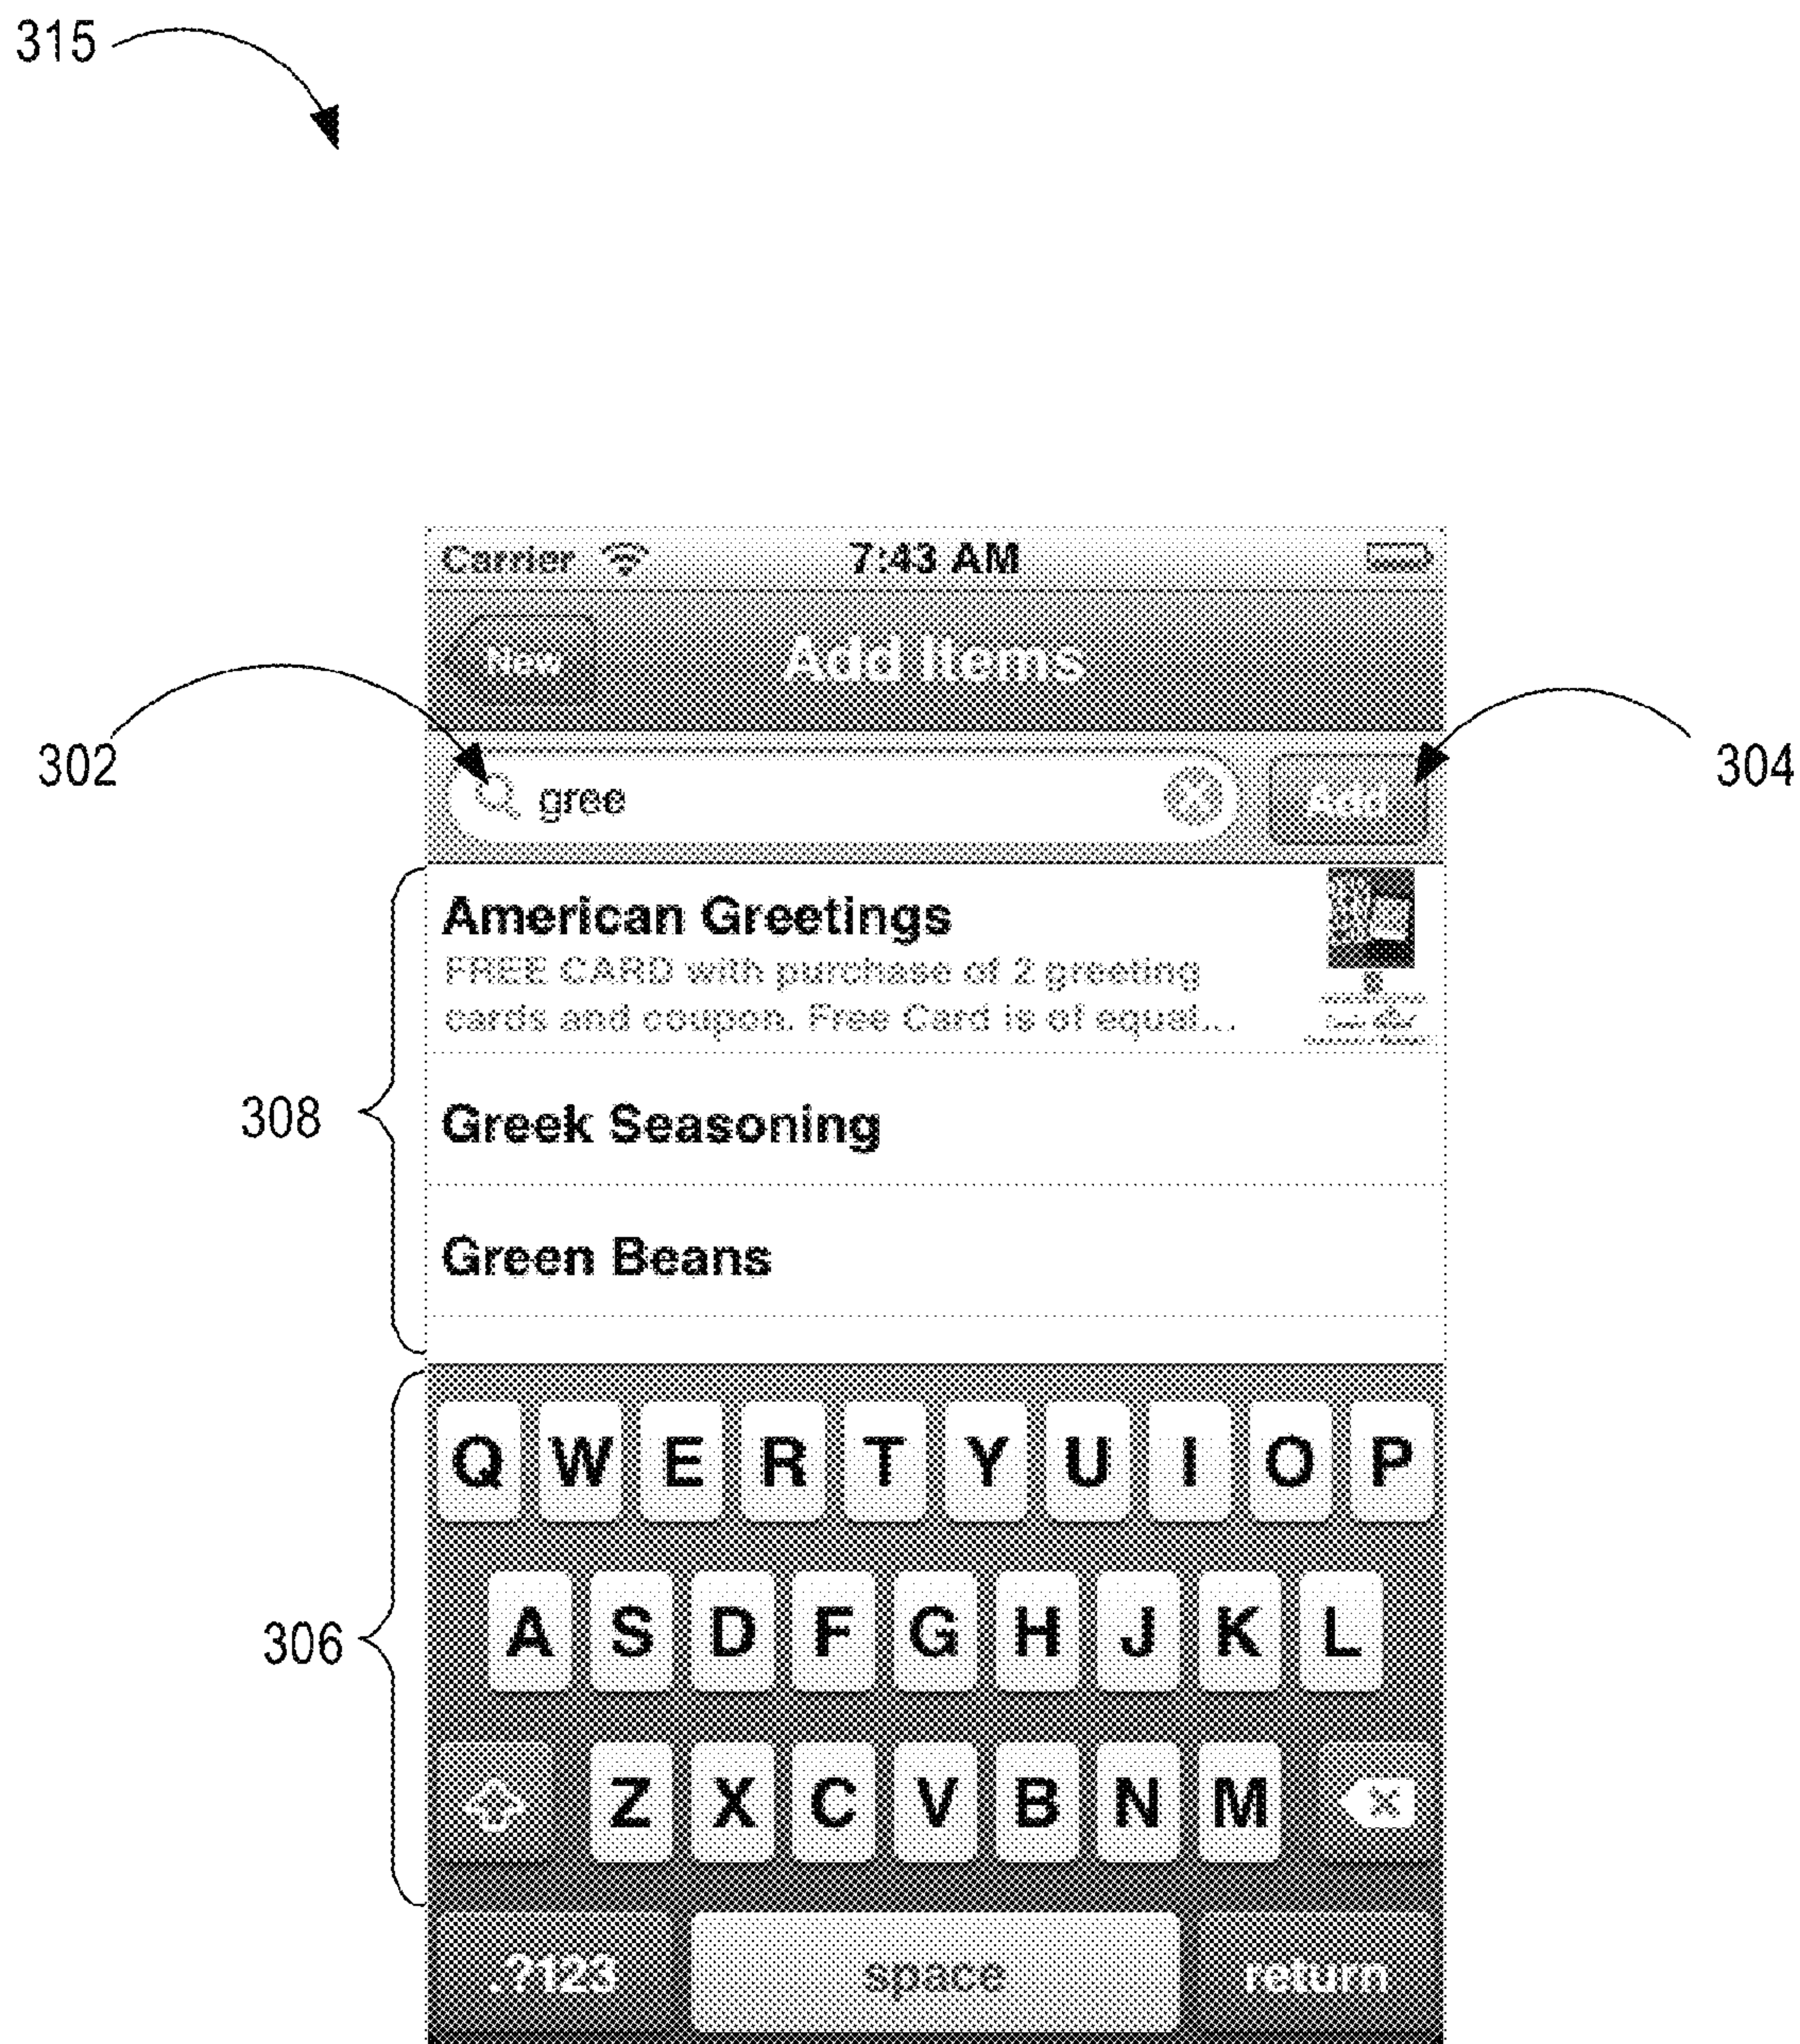 315
Carrier 7:43 AM
New Add Items
302
304
gree Add
American Greetings
FREE CARD with purchase of 2 greeting
cards and coupon. Free Card is of equal...
308
Greek Seasoning
Green Beans
Q W E R T Y U I O P
306
A S D F G H J K L
Z X C V B N M
.?123 space return